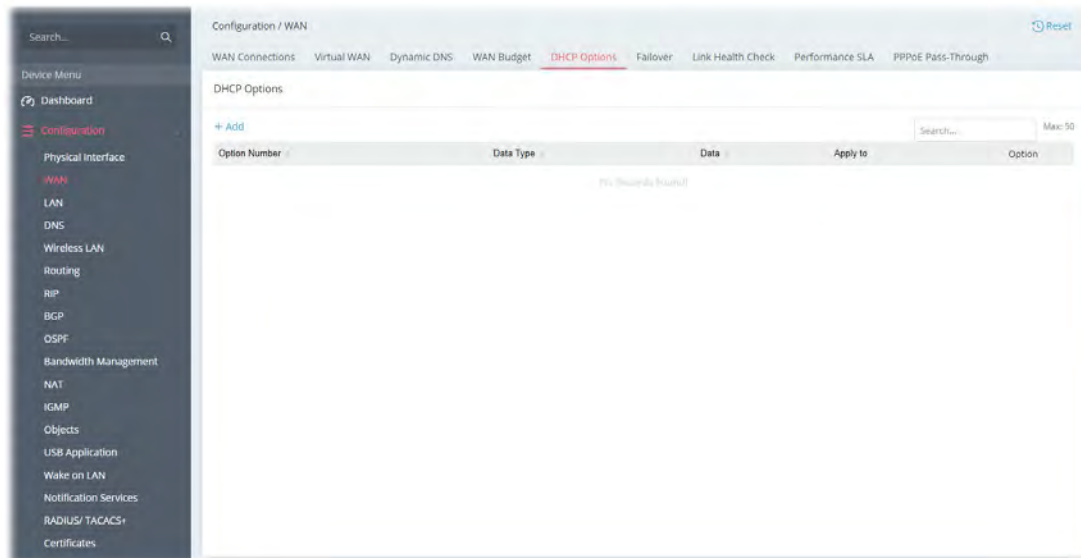 Search...
Device Menu
Dashboard
Configuration
Physical Interface
WAN
LAN
DNS
Wireless LAN
Routing
RIP
BGP
OSPF
Bandwidth Management
NAT
IGMP
Objects
USB Application
Wake on LAN
Notification Services
RADIUS/ TACACS+
Certificates
Configuration / WAN
Reset
WAN Connections Virtual WAN Dynamic DNS WAN Budget DHCP Options Failover Link Health Check Performance SLA PPPoE Pass-Through
DHCP Options
+ Add
Search...
Max: 50
Option Number Data Type Data Apply to Option
No Records Found!